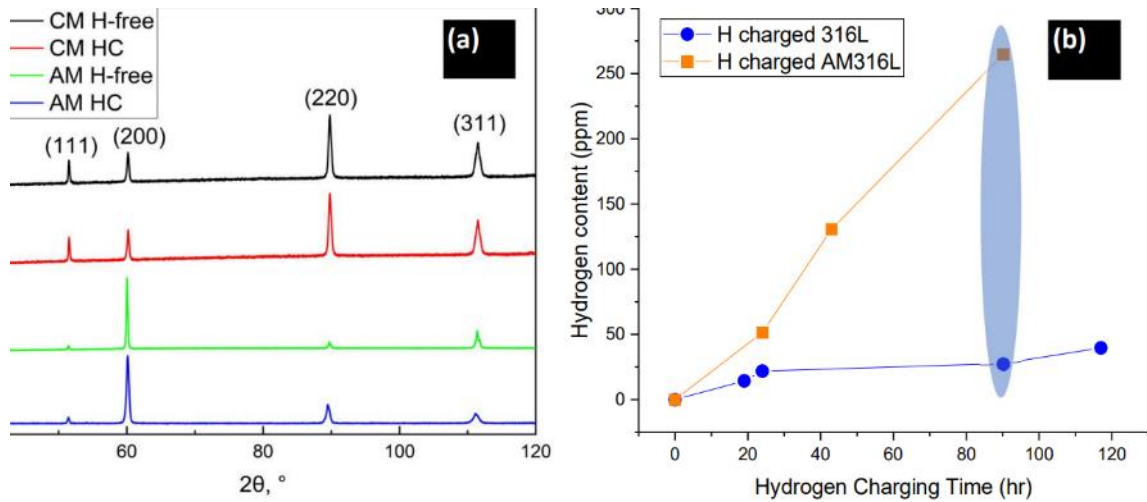 CM H-free
CM HC
AM H-free
AM HC
(a)
(111)
(200)
(220)
(311)
60
80
100
120
2θ, °
300
250
200
150
100
50
0
Hydrogen content (ppm)
H charged 316L
H charged AM316L
(b)
0
20
40
60
80
100
120
Hydrogen Charging Time (hr)